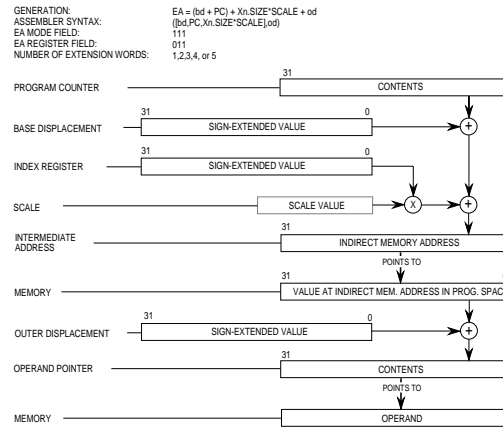 GENERATION: EA = (bd + PC) + Xn.SIZE*SCALE + od
ASSEMBLER SYNTAX: ([bd,PC,Xn.SIZE*SCALE],od)
EA MODE FIELD: 111
EA REGISTER FIELD: 011
NUMBER OF EXTENSION WORDS: 1,2,3,4, or 5
31
PROGRAM COUNTER CONTENTS
31 0
BASE DISPLACEMENT SIGN-EXTENDED VALUE +
31 0
INDEX REGISTER SIGN-EXTENDED VALUE
SCALE SCALE VALUE X +
31
INTERMEDIATE
ADDRESS INDIRECT MEMORY ADDRESS
POINTS TO
31
MEMORY VALUE AT INDIRECT MEM. ADDRESS IN PROG. SPAC
31 0
OUTER DISPLACEMENT SIGN-EXTENDED VALUE +
31
OPERAND POINTER CONTENTS
POINTS TO
MEMORY OPERAND